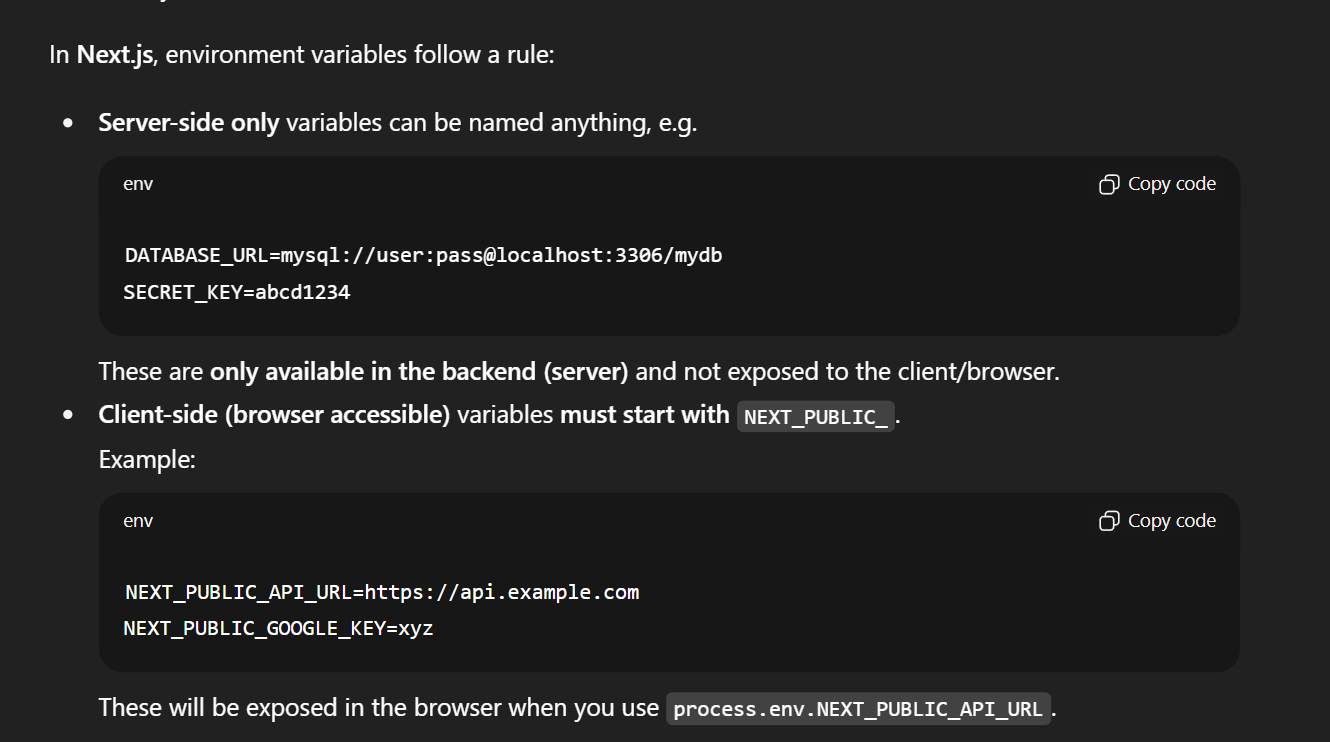 In Next.js, environment variables follow a rule:
• Server-side only variables can be named anything, e.g.
env
Copy code
DATABASE_URL=mysql://user:pass@localhost:3306/mydb
SECRET_KEY=abcd1234
These are only available in the backend (server) and not exposed to the client/browser.
• Client-side (browser accessible) variables must start with NEXT_PUBLIC_.
Example:
env
Copy code
NEXT_PUBLIC_API_URL=https://api.example.com
NEXT_PUBLIC_GOOGLE_KEY=xyz
These will be exposed in the browser when you use process.env.NEXT_PUBLIC_API_URL.